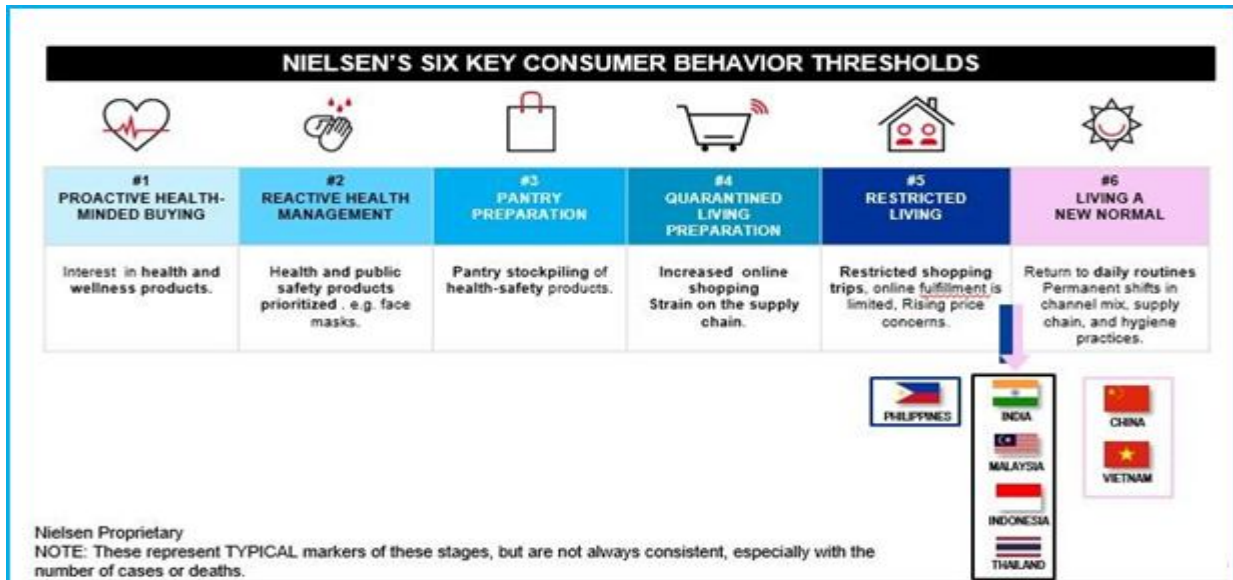 NIELSEN'S SIX KEY CONSUMER BEHAVIOR THRESHOLDS
#1
PROACTIVE HEALTH-
MINDED BUYING
Interest in health and
wellness products.
#2
REACTIVE HEALTH
MANAGEMENT
Health and public
safety products
prioritized . e.g. face
masks.
#3
PANTRY
PREPARATION
Pantry stockpiling of
health-safety products.
#4
QUARANTINED
LIVING
PREPARATION
Increased online
shopping
Strain on the supply
chain.
#5
RESTRICTED
LIVING
Restricted shopping
trips, online fulfillment is
limited, Rising price
concerns.
#6
LIVING A
NEW NORMAL
Return to daily routines
Permanent shifts in
channel mix, supply
chain, and hygiene
practices.
PHILIPPINES
INDIA
MALAYSIA
INDONESIA
THAILAND
CHINA
VIETNAM
Nielsen Proprietary
NOTE: These represent TYPICAL markers of these stages, but are not always consistent, especially with the
number of cases or deaths.